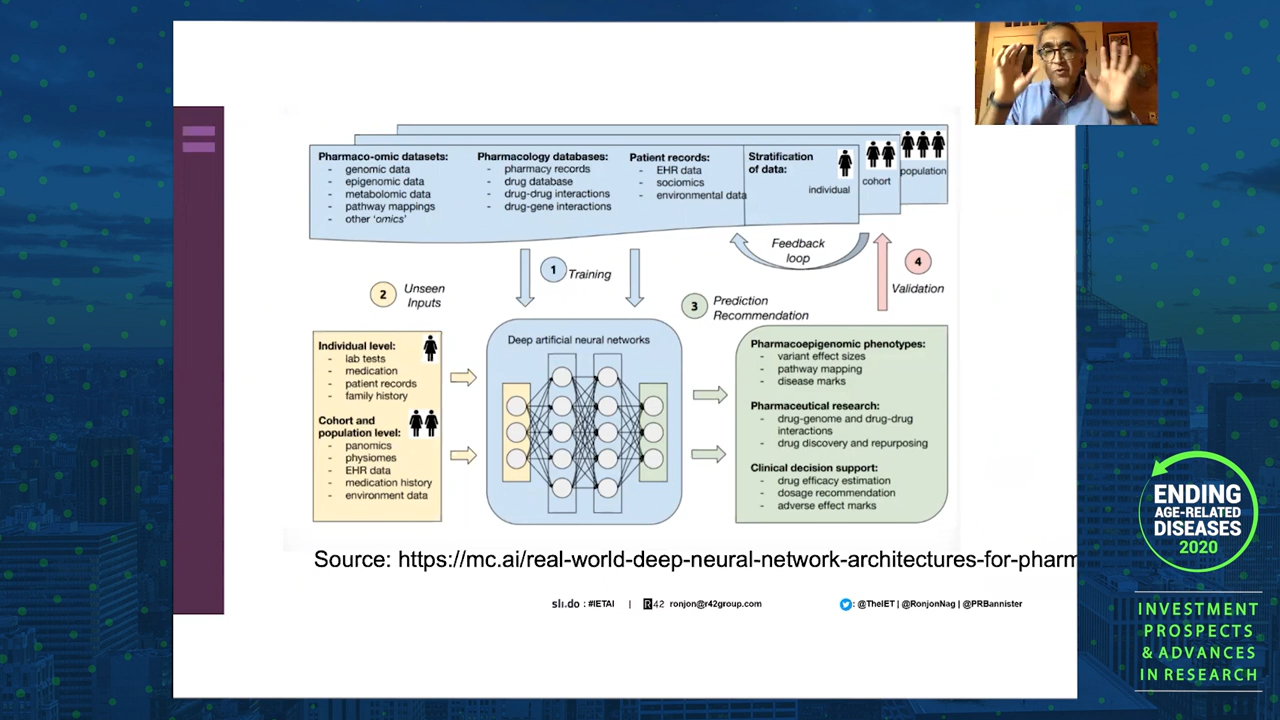 Pharmaco-omic datasets:
- genomic data
- epigenomic data
- metabolomic data
- pathway mappings
- other 'omics'
Pharmacology databases:
- pharmacy records
- drug database
- drug-drug interactions
- drug-gene interactions
Patient records:
- EHR data
- sociomics
- environmental data
Stratification
of data:
individual
cohort
population
1 Training
Feedback
loop
4
Validation
2 Unseen
Inputs
3 Prediction
Recommendation
Individual level:
- lab tests
- medication
- patient records
- family history
Cohort and
population level:
- panomics
- physiomes
- EHR data
- medication history
- environment data
Deep artificial neural networks
Pharmacoepigenomic phenotypes:
- variant effect sizes
- pathway mapping
- disease marks
Pharmaceutical research:
- drug-genome and drug-drug
interactions
- drug discovery and repurposing
Clinical decision support:
- drug efficacy estimation
- dosage recommendation
- adverse effect marks
Source: https://mc.ai/real-world-deep-neural-network-architectures-for-pharm
sli.do : #IETAI | R42 ronjon@r42group.com : @TheIET | @RonjonNag | @PRBannister
ENDING
AGE-RELATED
DISEASES
2020
INVESTMENT
PROSPECTS
& ADVANCES
IN RESEARCH